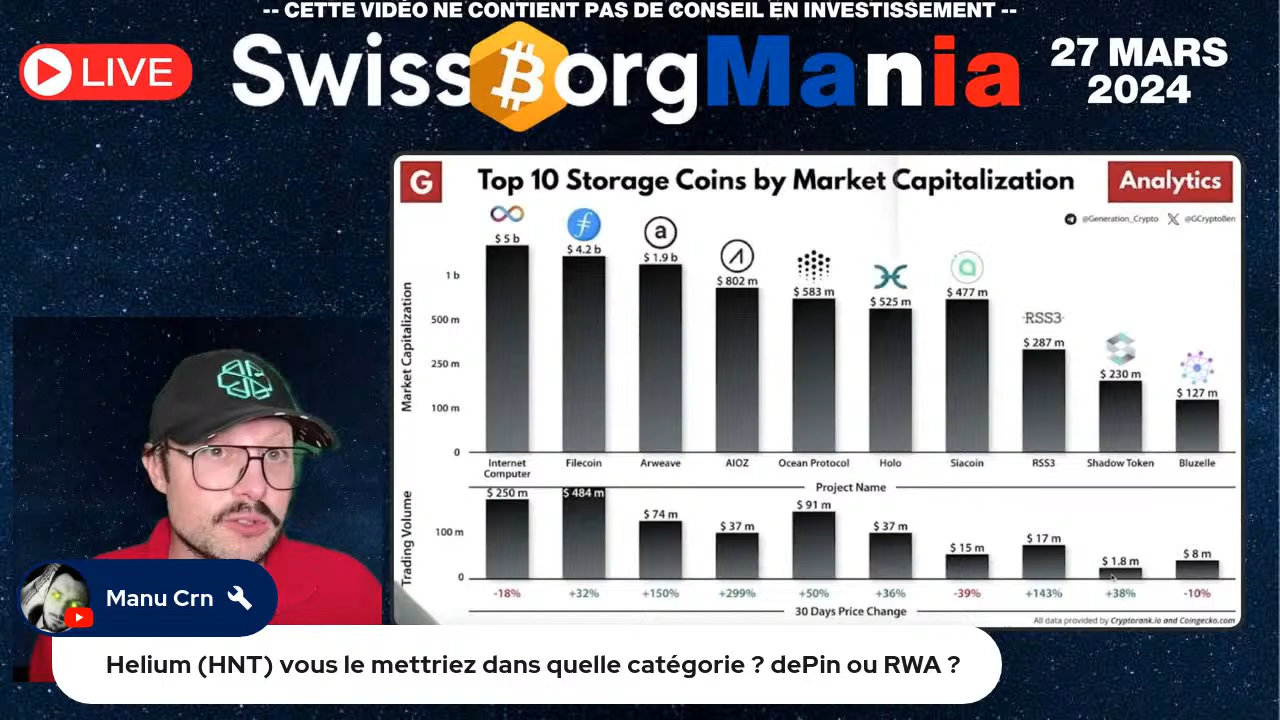 -- CETTE VIDÉO NE CONTIENT PAS DE CONSEIL EN INVESTISSEMENT --
LIVE
SwissBorgMania
27 MARS
2024
G
Top 10 Storage Coins by Market Capitalization
Analytics
@Generation_Crypto
@GCryptoBen
Market Capitalization
1 b
500 m
250 m
100 m
0
$ 5 b
$ 4.2 b
a
$ 1.9 b
$ 802 m
$ 583 m
$ 525 m
$ 477 m
·RSS3·
$ 287 m
$ 230 m
$ 127 m
Internet
Computer
Filecoin
Arweave
AIOZ
Ocean Protocol
Holo
Siacoin
RSS3
Shadow Token
Bluzelle
Project Name
Trading Volume
100 m
0
$ 250 m
$ 484 m
$ 74 m
$ 37 m
$ 91 m
$ 37 m
$ 15 m
$ 17 m
$ 1.8 m
$ 8 m
-18%
+32%
+150%
+299%
+50%
+36%
-39%
+143%
+38%
-10%
30 Days Price Change
All data provided by Cryptorank.io and Coingecko.com
Manu Crn
Helium (HNT) vous le mettriez dans quelle catégorie ? dePin ou RWA ?